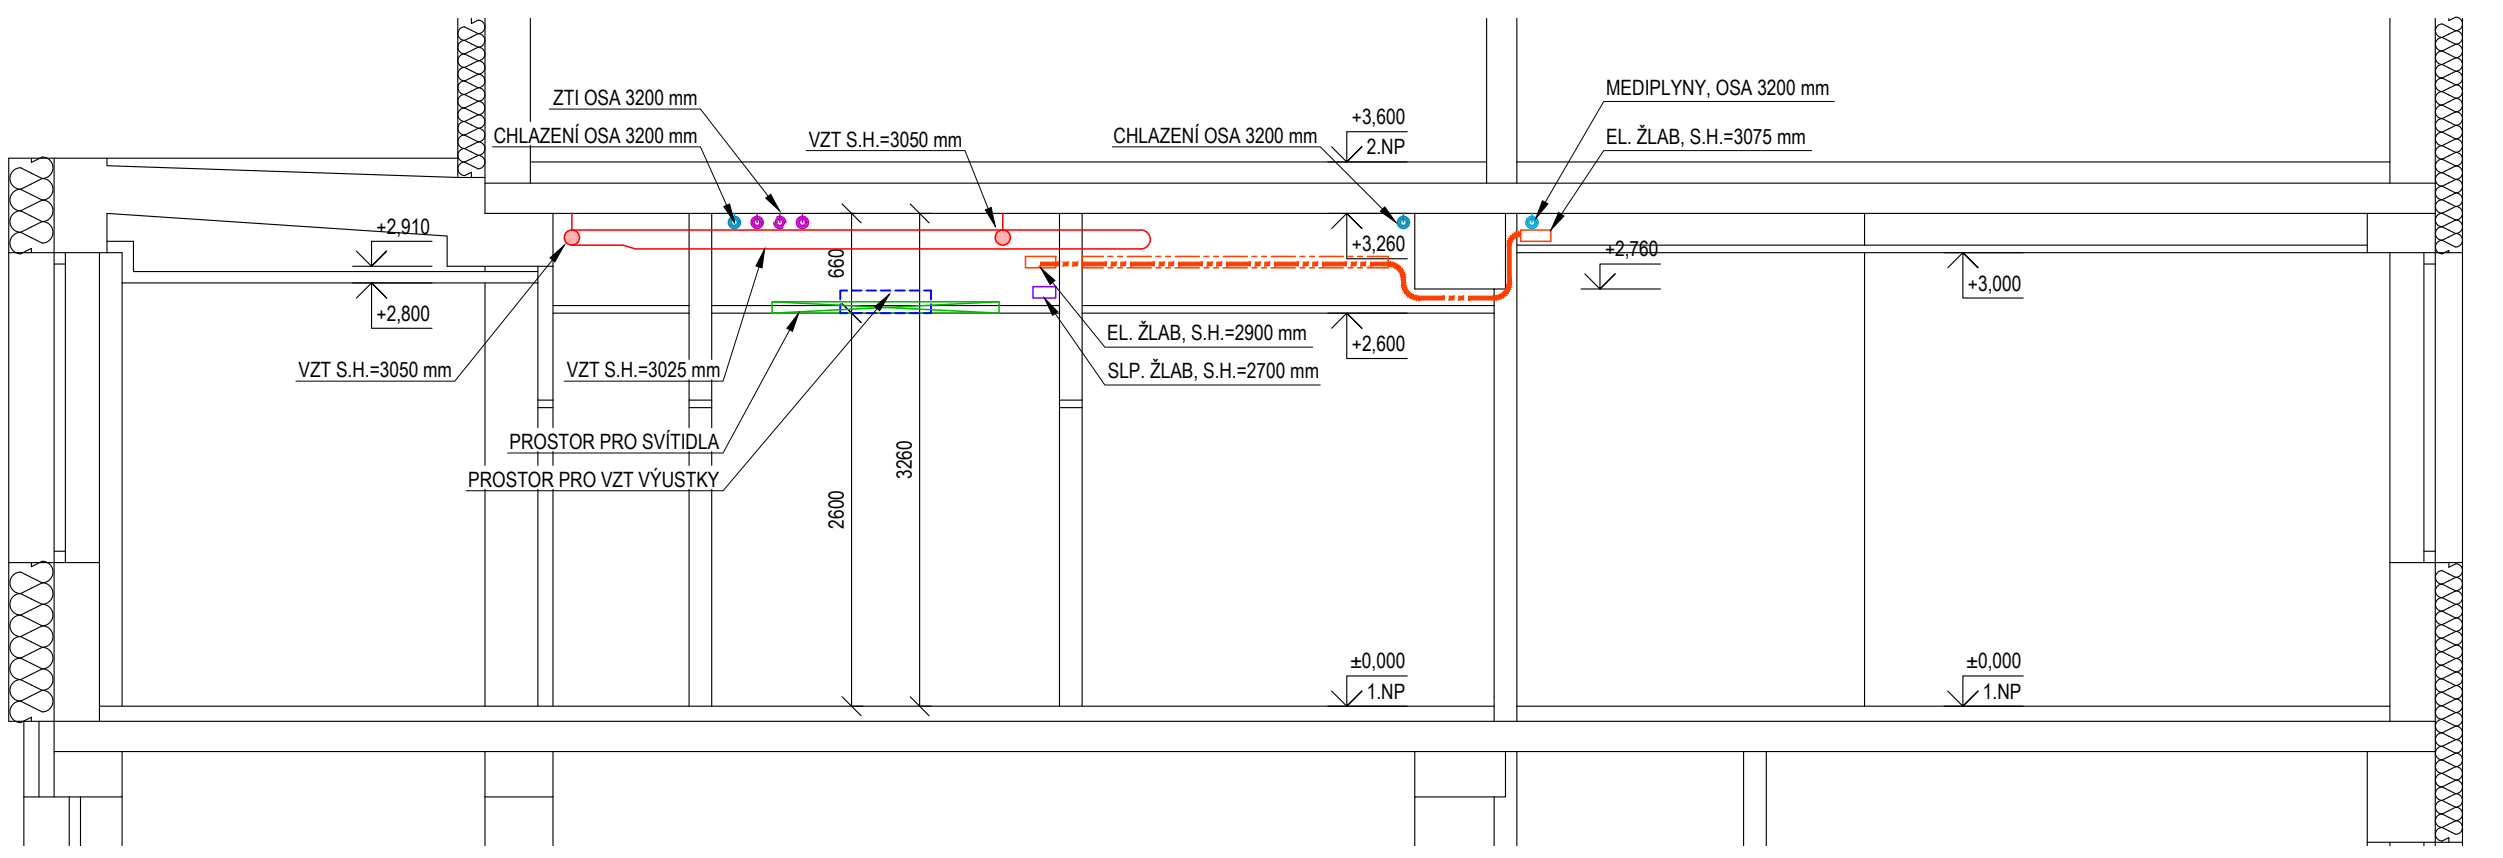 ZTI OSA 3200 mm
CHLAZENÍ OSA 3200 mm
VZT S.H.=3050 mm
CHLAZENÍ OSA 3200 mm
+3,600
2.NP
MEDIPLYNY, OSA 3200 mm
EL. ŽLAB, S.H.=3075 mm
+2,910
+2,800
660
+3,260
+2,760
+3,000
+2,600
EL. ŽLAB, S.H.=2900 mm
SLP. ŽLAB, S.H.=2700 mm
VZT S.H.=3050 mm
VZT S.H.=3025 mm
PROSTOR PRO SVÍTIDLA
PROSTOR PRO VZT VÝUSTKY
3260
2600
±0,000
1.NP
±0,000
1.NP